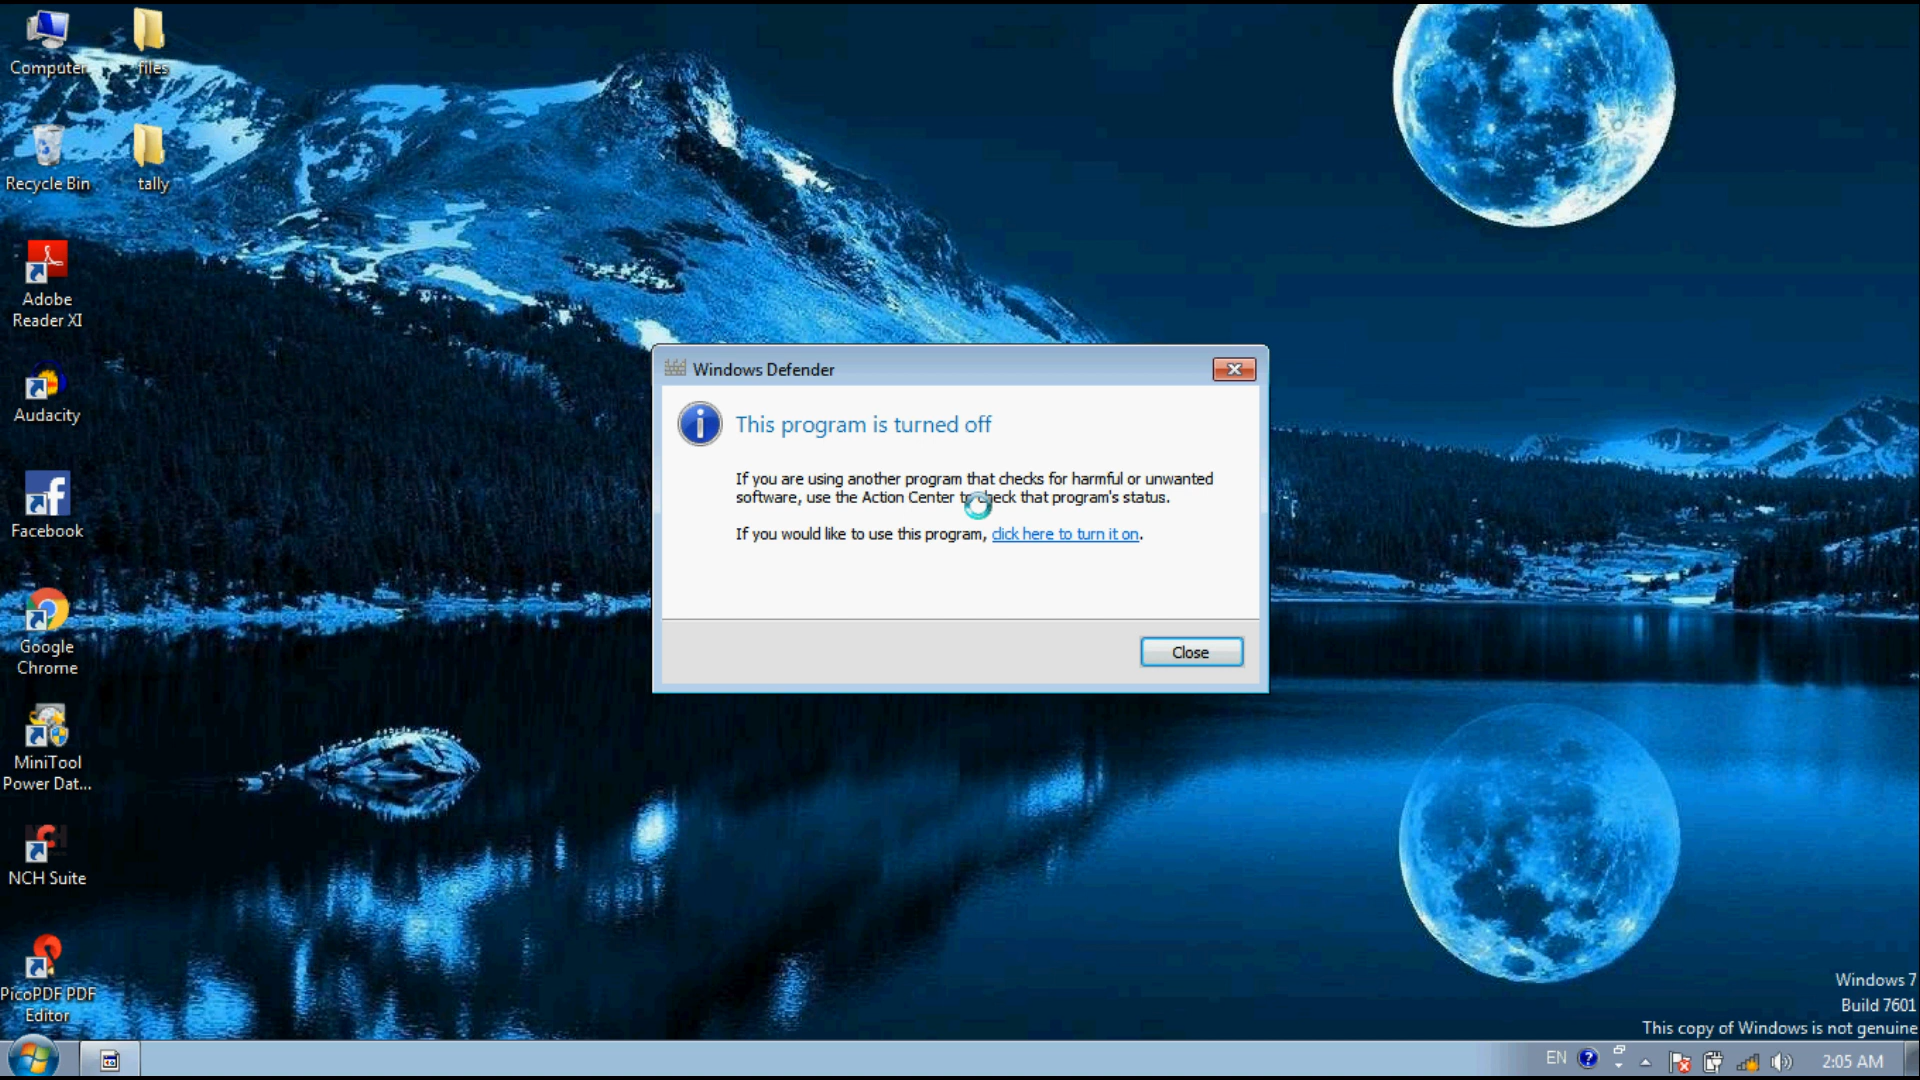 Computer
files
Recycle Bin
tally
Adobe
Reader XI
Audacity
Facebook
Google
Chrome
MiniTool
Power Dat...
NCH Suite
PicoPDF PDF
Editor
Windows Defender
This program is turned off
If you are using another program that checks for harmful or unwanted
software, use the Action Center to check that program's status.
If you would like to use this program, click here to turn it on.
Close
Windows 7
Build 7601
This copy of Windows is not genuine
EN
2:05 AM